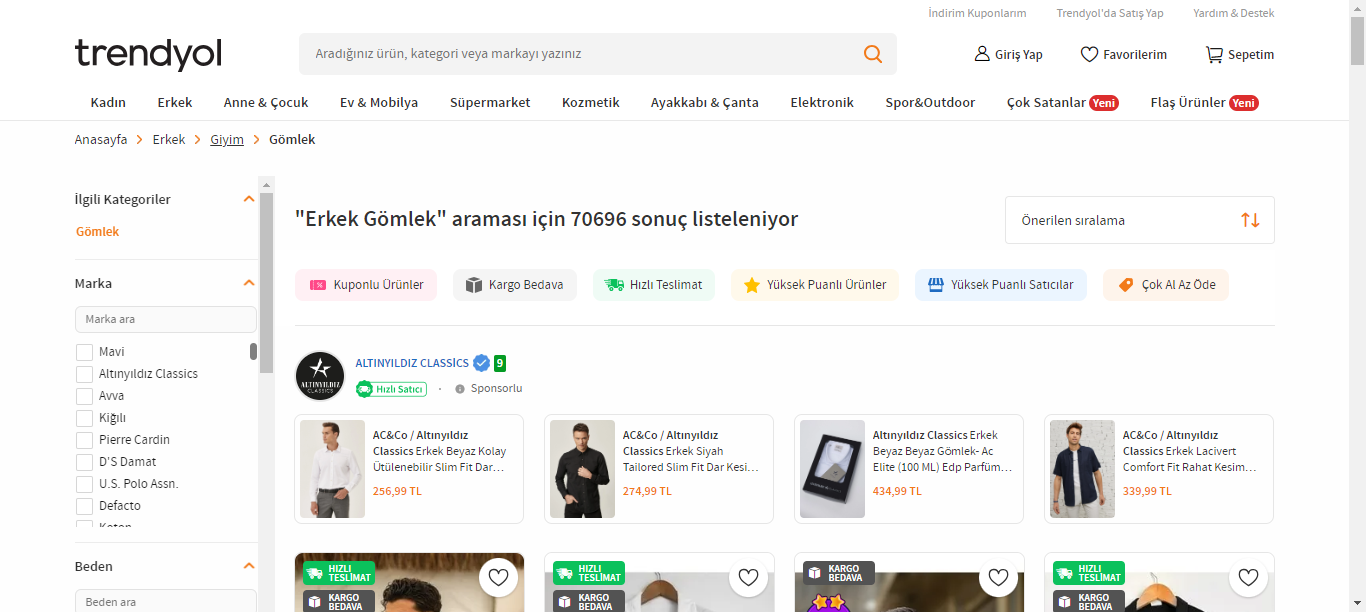 İndirim Kuponlarım Trendyol'da Satış Yap Yardım & Destek
trendyol
Aradığınız ürün, kategori veya markayı yazınız
Giriş Yap Favorilerim Sepetim
Kadın Erkek Anne & Çocuk Ev & Mobilya Süpermarket Kozmetik Ayakkabı & Çanta Elektronik Spor&Outdoor Çok Satanlar Yeni Flaş Ürünler Yeni
Anasayfa Erkek Giyim Gömlek
İlgili Kategoriler
Gömlek
Marka
Marka ara
Mavi
Altınyıldız Classics
Avva
Kiğılı
Pierre Cardin
D'S Damat
U.S. Polo Assn.
Defacto
Koton
Beden
Beden ara
"Erkek Gömlek" araması için 70696 sonuç listeleniyor
Önerilen sıralama
Kuponlu Ürünler Kargo Bedava Hızlı Teslimat Yüksek Puanlı Ürünler Yüksek Puanlı Satıcılar Çok Al Az Öde
ALTINYILDIZ
CLASSICS
ALTINYILDIZ CLASSICS 9
Hızlı Satıcı · Sponsorlu
AC&Co / Altınyıldız
Classics Erkek Beyaz Kolay
Ütülenebilir Slim Fit Dar…
256,99 TL
AC&Co / Altınyıldız
Classics Erkek Siyah
Tailored Slim Fit Dar Kesi…
274,99 TL
Altınyıldız Classics Erkek
Beyaz Beyaz Gömlek- Ac
Elite (100 ML) Edp Parfüm…
434,99 TL
AC&Co / Altınyıldız
Classics Erkek Lacivert
Comfort Fit Rahat Kesim…
339,99 TL
HIZLI
TESLİMAT
KARGO
BEDAVA
HIZLI
TESLİMAT
KARGO
BEDAVA
KARGO
BEDAVA
HIZLI
TESLİMAT
KARGO
BEDAVA